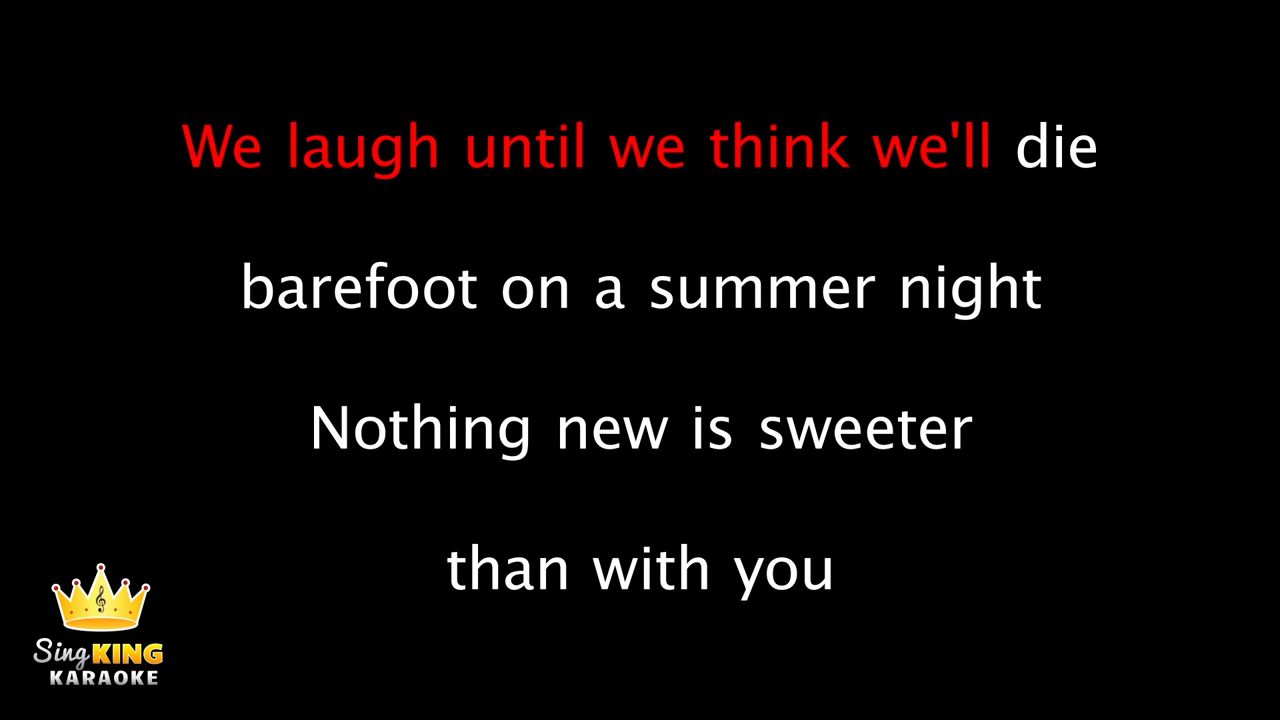 We laugh until we think we'll die
barefoot on a summer night
Nothing new is sweeter
than with you
Sing KING
KARAOKE